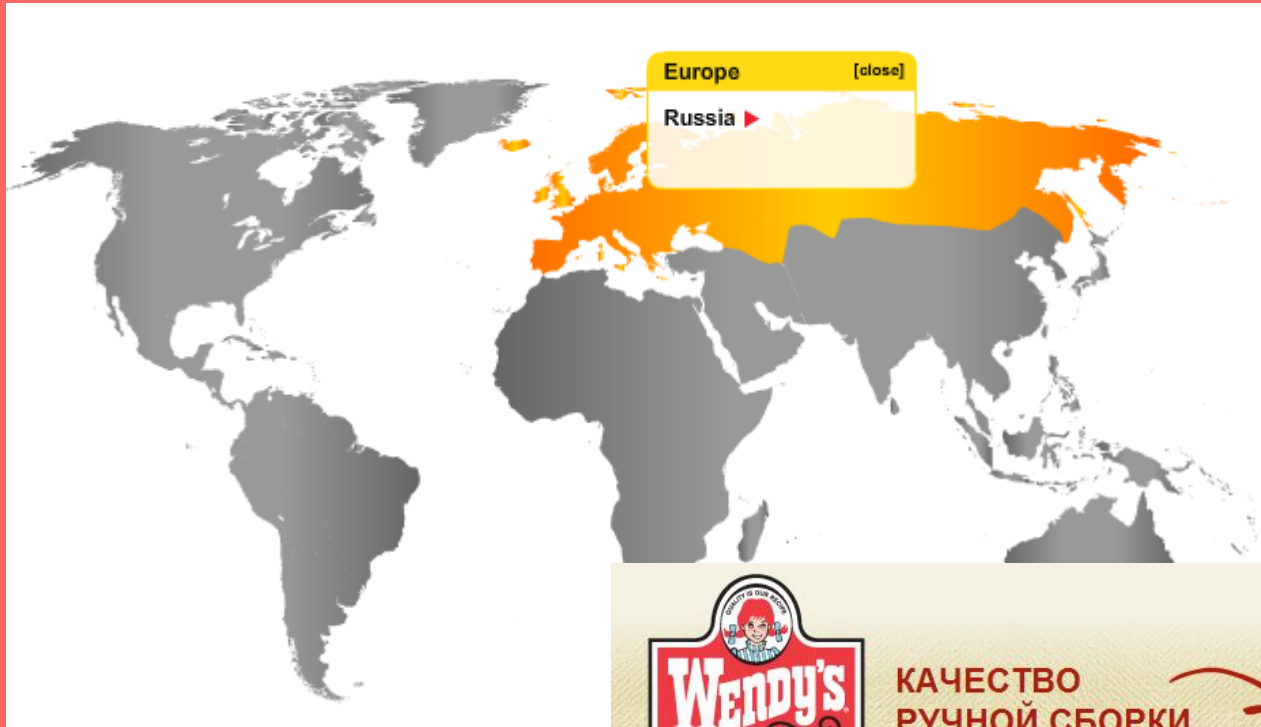 Europe [close]
Russia
QUALITY IS OUR RECIPE
WENDY'S
КАЧЕСТВО
РУЧНОЙ СБОРКИ